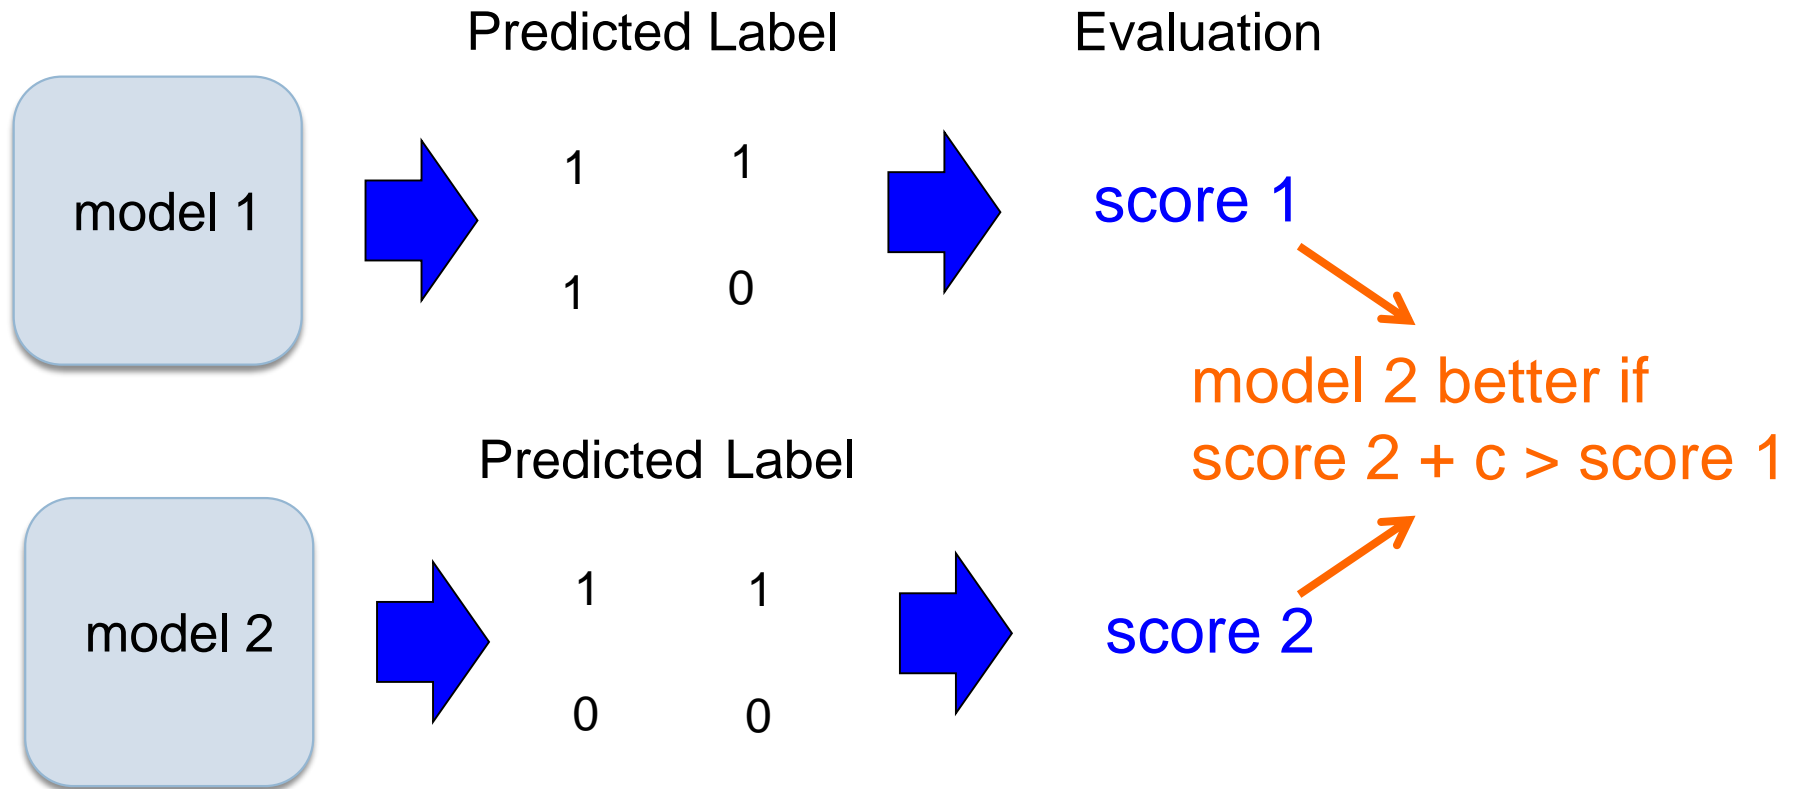 Predicted Label Evaluation
model 1
1 1
1 0
score 1
model 2 better if
score 2 + c > score 1
Predicted Label
model 2
1 1
0 0
score 2